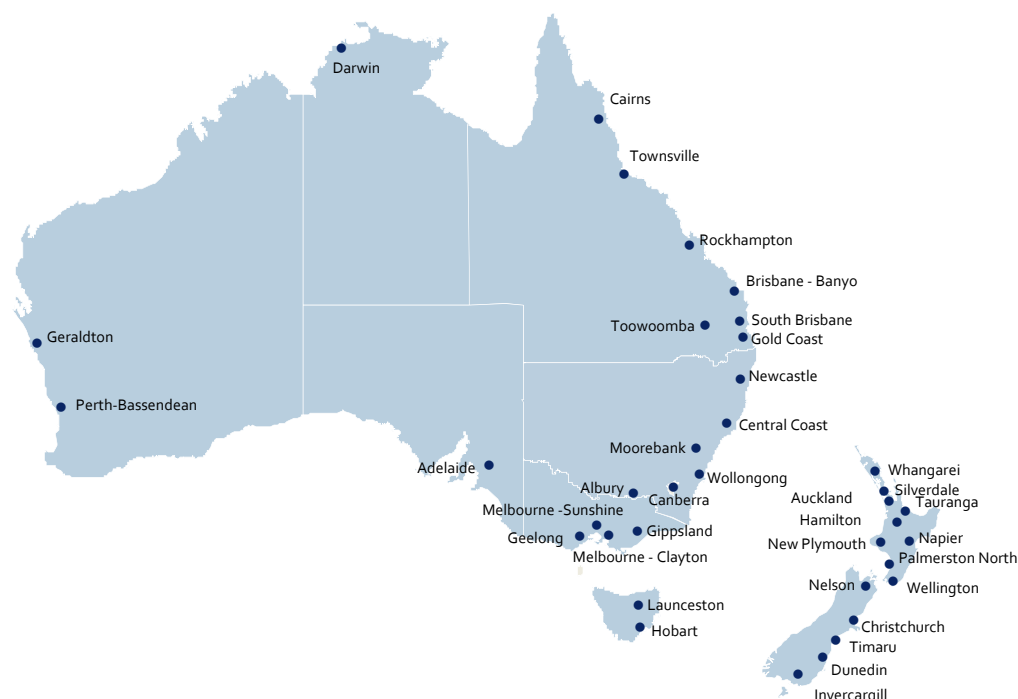 Darwin
Cairns
Townsville
Rockhampton
Brisbane - Banyo
South Brisbane
Toowoomba
Gold Coast
Geraldton
Newcastle
Perth-Bassendean
Central Coast
Moorebank
Adelaide
Wollongong
Albury
Canberra
Melbourne -Sunshine
Gippsland
Geelong
Melbourne - Clayton
Launceston
Hobart
Whangarei
Silverdale
Auckland
Tauranga
Hamilton
Napier
New Plymouth
Palmerston North
Nelson
Wellington
Christchurch
Timaru
Dunedin
Invercargill